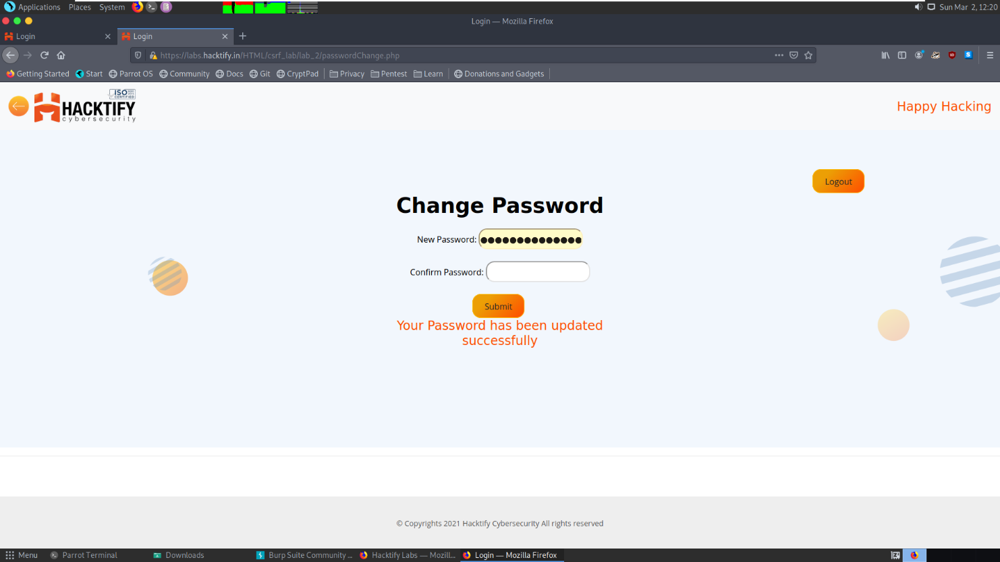 Applications Places System Sun Mar 2, 12:20
Login — Mozilla Firefox
Login Login
https://labs.hacktify.in/HTML/csrf_lab/lab_2/passwordChange.php
Getting Started Start Parrot OS Community Docs Git CryptPad Privacy Pentest Learn Donations and Gadgets
ISO
CERTIFIED
HACKTIFY
cybersecurity
Happy Hacking
Logout
Change Password
New Password:
Confirm Password:
Submit
Your Password has been updated
successfully
© Copyrights 2021 Hacktify Cybersecurity All rights reserved
Menu Parrot Terminal Downloads Burp Suite Community ... Hacktify Labs — Mozill... Login — Mozilla Firefox